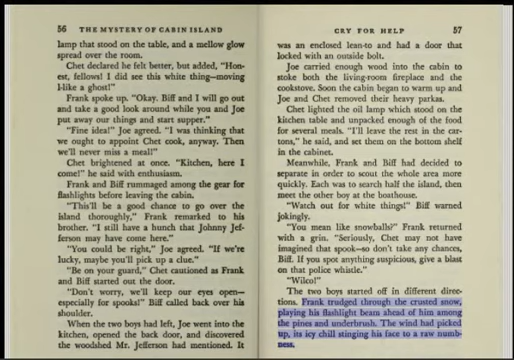 56 THE MYSTERY OF CABIN ISLAND
lamp that stood on the table, and a mellow glow
spread over the room.
Chet declared he felt better, but added, "Hon-
est, fellows! I did see this white thing—moving
l-like a ghost!"
Frank spoke up. "Okay. Biff and I will go out
and take a good look around while you and Joe
put away our things and start supper."
"Fine idea!" Joe agreed. "I was thinking that
we ought to appoint Chet cook, anyway. Then
we'll never miss a meal!"
Chet brightened at once. "Kitchen, here I
come!" he said with enthusiasm.
Frank and Biff rummaged among the gear for
flashlights before leaving the cabin.
"This'll be a good chance to go over the
island thoroughly," Frank remarked to his
brother. "I still have a hunch that Johnny Jef-
ferson may have come here."
"You could be right," Joe agreed. "If we're
lucky, maybe you'll pick up a clue."
"Be on your guard," Chet cautioned as Frank
and Biff started out the door.
"Don't worry, we'll keep our eyes open—
especially for spooks!" Biff called back over his
shoulder.
When the two boys had left, Joe went into the
kitchen, opened the back door, and discovered
the woodshed Mr. Jefferson had mentioned. It
CRY FOR HELP 57
was an enclosed lean-to and had a door that
locked with an outside bolt.
Joe carried enough wood into the cabin to
stoke both the living-room fireplace and the
cookstove. Soon the cabin began to warm up and
Joe and Chet removed their heavy parkas.
Chet lighted the oil lamp which stood on the
kitchen table and unpacked enough of the food
for several meals. "I'll leave the rest in the car-
tons," he said, and set them on the bottom shelf
in the cabinet.
Meanwhile, Frank and Biff had decided to
separate in order to scout the whole area more
quickly. Each was to search half the island, then
meet the other boy at the boathouse.
"Watch out for white things!" Biff warned
jokingly.
"You mean like snowballs?" Frank returned
with a grin. "Seriously, Chet may not have
imagined that spook—so don't take any chances,
Biff. If you spot anything suspicious, give a blast
on that police whistle."
"Wilco!"
The two boys started off in different direc-
tions. Frank trudged through the crusted snow,
playing his flashlight beam ahead of him among
the pines and underbrush. The wind had picked
up, its icy chill stinging his face to a raw numb-
ness.